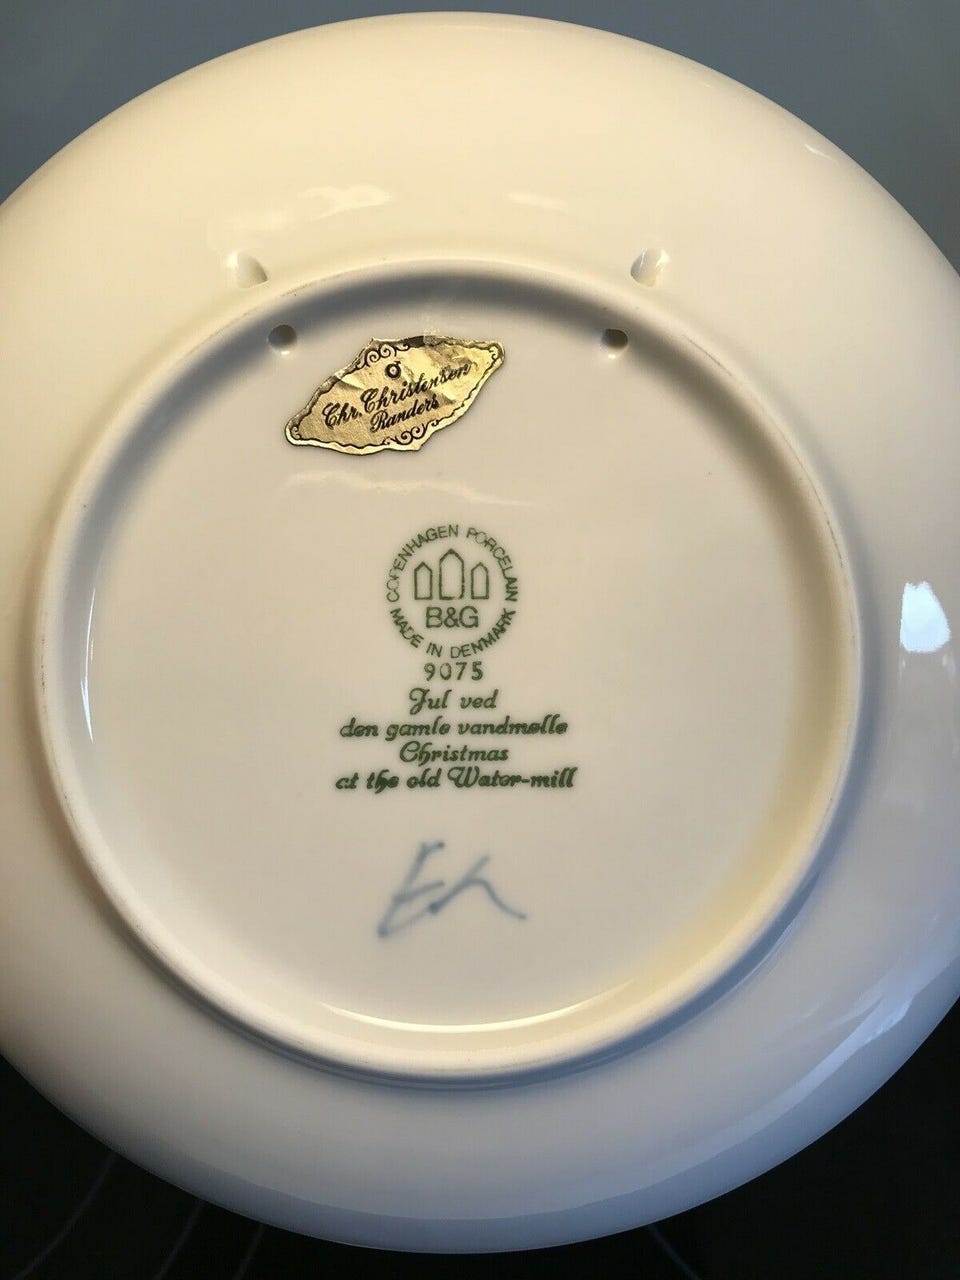 Chr. Christensen
Randers
COPENHAGEN PORCELAIN
B&G
MADE IN DENMARK
9075
Jul ved
den gamle vandmølle
Christmas
at the old Water-mill